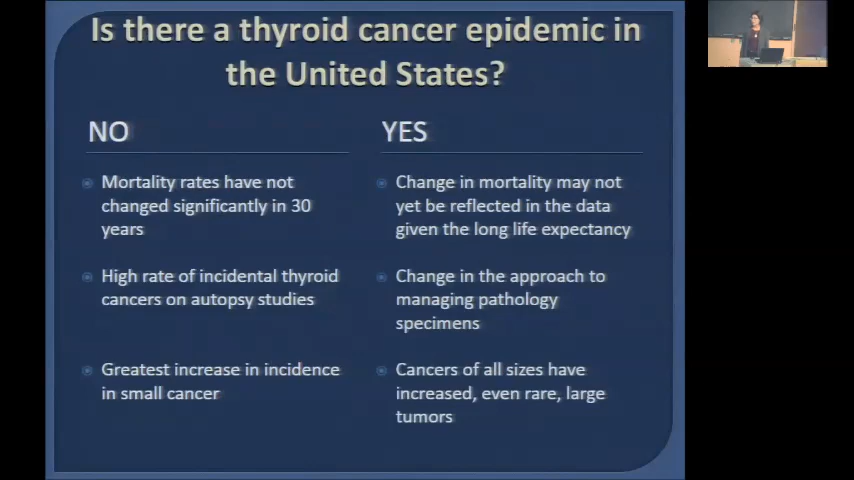 Is there a thyroid cancer epidemic in
the United States?
NO
Mortality rates have not
changed significantly in 30
years
High rate of incidental thyroid
cancers on autopsy studies
Greatest increase in incidence
in small cancer
YES
Change in mortality may not
yet be reflected in the data
given the long life expectancy
Change in the approach to
managing pathology
specimens
Cancers of all sizes have
increased, even rare, large
tumors